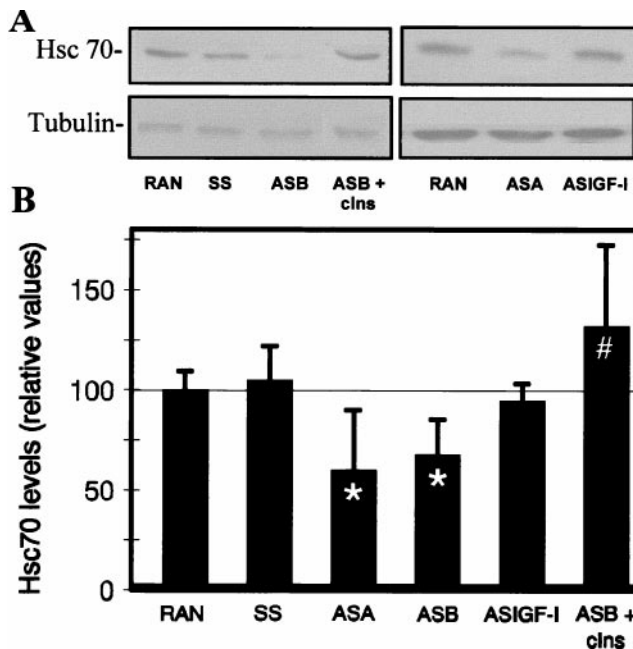 A
Hsc 70-
Tubulin-
RAN SS ASB ASB + cIns RAN ASA ASIGF-I
B
Hsc70 levels (relative values)
150
100
50
0
* * #
RAN SS ASA ASB ASIGF-I ASB + cIns